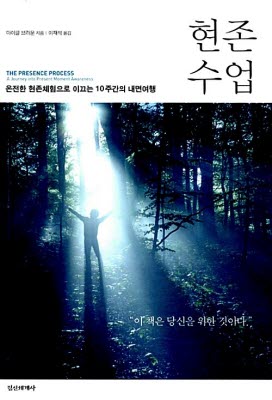 현존
수업
마이클 브라운 지음 | 이재석 옮김
THE PRESENCE PROCESS
A Journey into Present Moment Awareness
온전한 현존체험으로 이끄는 10주간의 내면여행
"이 책은 당신을 위한 것이다."
정신세계사